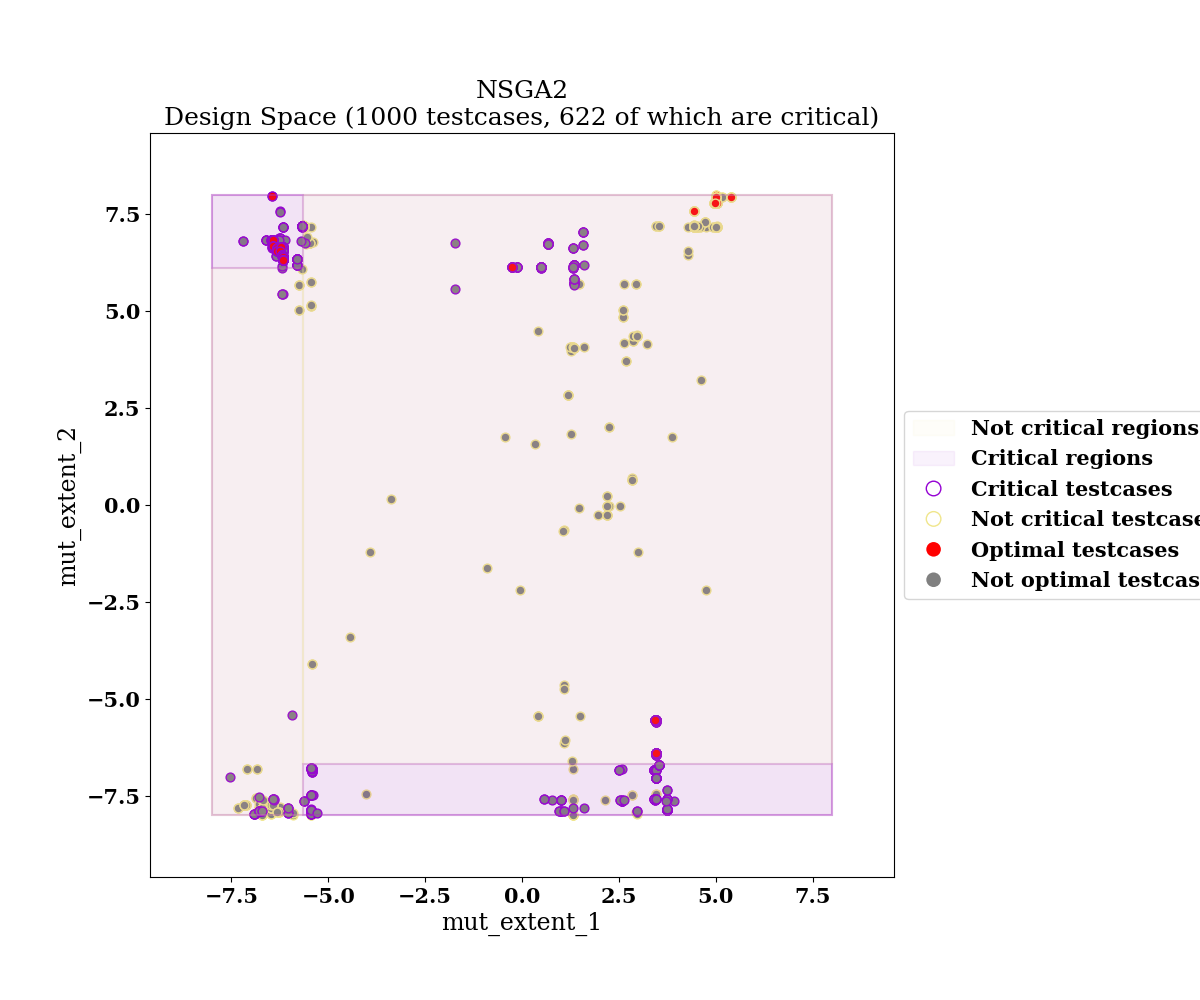 NSGA2
Design Space (1000 testcases, 622 of which are critical)
7.5
5.0
2.5
0.0
−2.5
−5.0
−7.5
mut_extent_2
−7.5
−5.0
−2.5
0.0
2.5
5.0
7.5
mut_extent_1
Not critical regions
Critical regions
Critical testcases
Not critical testcase
Optimal testcases
Not optimal testcas